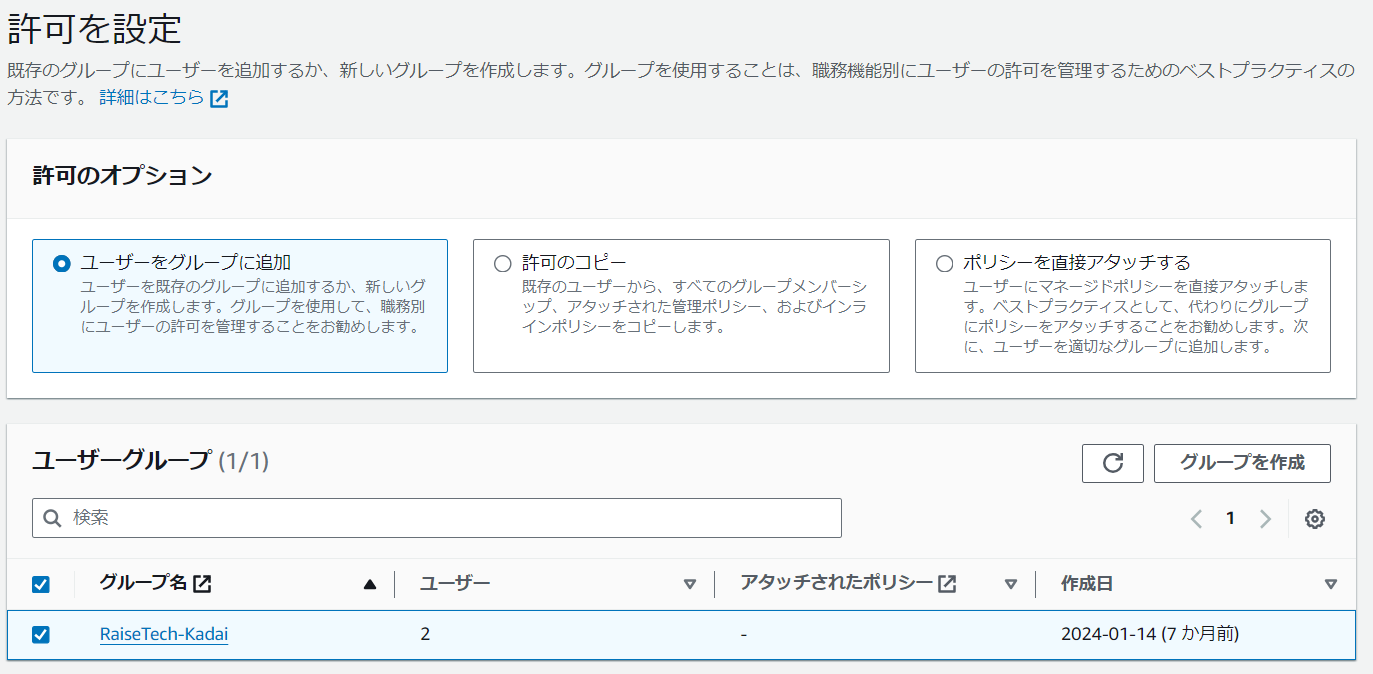 許可を設定
既存のグループにユーザーを追加するか、新しいグループを作成します。グループを使用することは、職務機能別にユーザーの許可を管理するためのベストプラクティスの
方法です。 詳細はこちら
許可のオプション
ユーザーをグループに追加
ユーザーを既存のグループに追加するか、新しいグ
ループを作成します。グループを使用して、職務別
にユーザーの許可を管理することをお勧めします。
許可のコピー
既存のユーザーから、すべてのグループメンバーシ
ップ、アタッチされた管理ポリシー、およびインラ
インポリシーをコピーします。
ポリシーを直接アタッチする
ユーザーにマネージドポリシーを直接アタッチしま
す。ベストプラクティスとして、代わりにグループ
にポリシーをアタッチすることをお勧めします。次
に、ユーザーを適切なグループに追加します。
ユーザーグループ (1/1)
グループを作成
検索
1
グループ名 ユーザー アタッチされたポリシー 作成日
RaiseTech-Kadai 2 - 2024-01-14 (7 か月前)